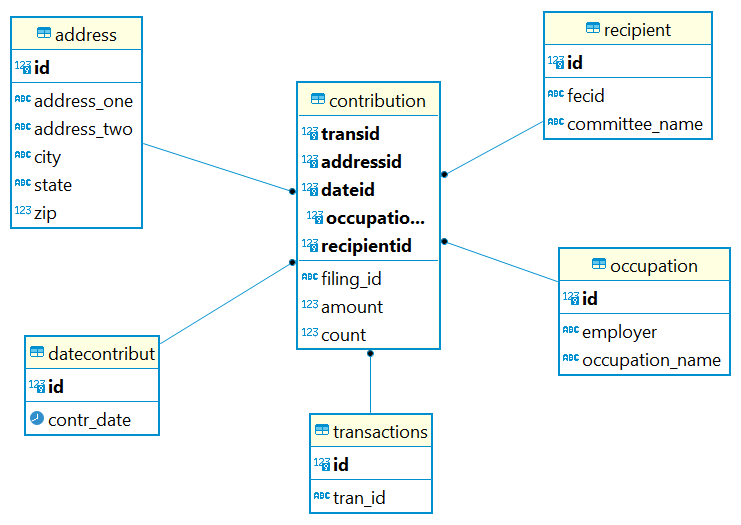 address
id
address_one
address_two
city
state
zip
contribution
transid
addressid
dateid
occupatio...
recipientid
filing_id
amount
count
recipient
id
fecid
committee_name
occupation
id
employer
occupation_name
datecontribut
id
contr_date
transactions
id
tran_id